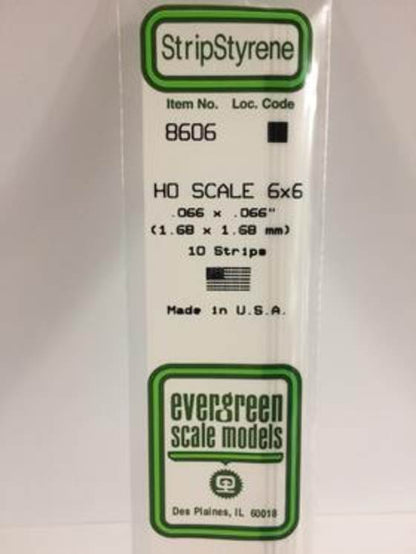 StripStyrene
Item No. Loc. Code
8606
HO SCALE 6x6
.066 x .066"
(1.68 x 1.68 mm)
10 Strips
Made in U.S.A.
evergreen
scale models
Des Plaines, IL 60018